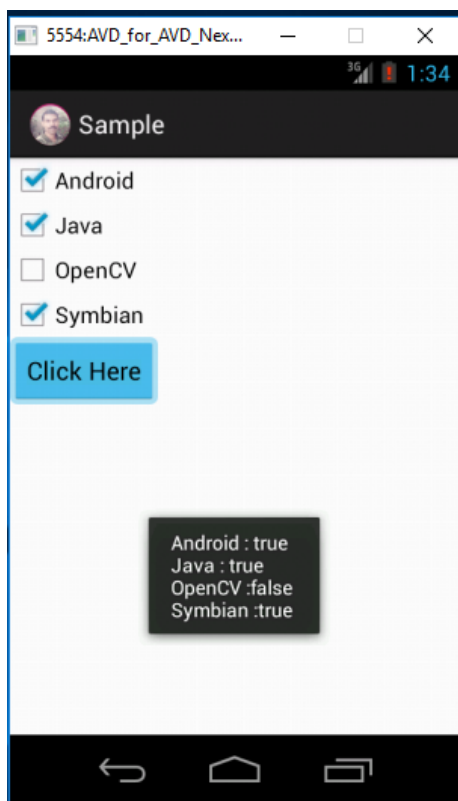 5554:AVD_for_AVD_Nex...
3G 1:34
Sample
Android
Java
OpenCV
Symbian
Click Here
Android : true
Java : true
OpenCV :false
Symbian :true